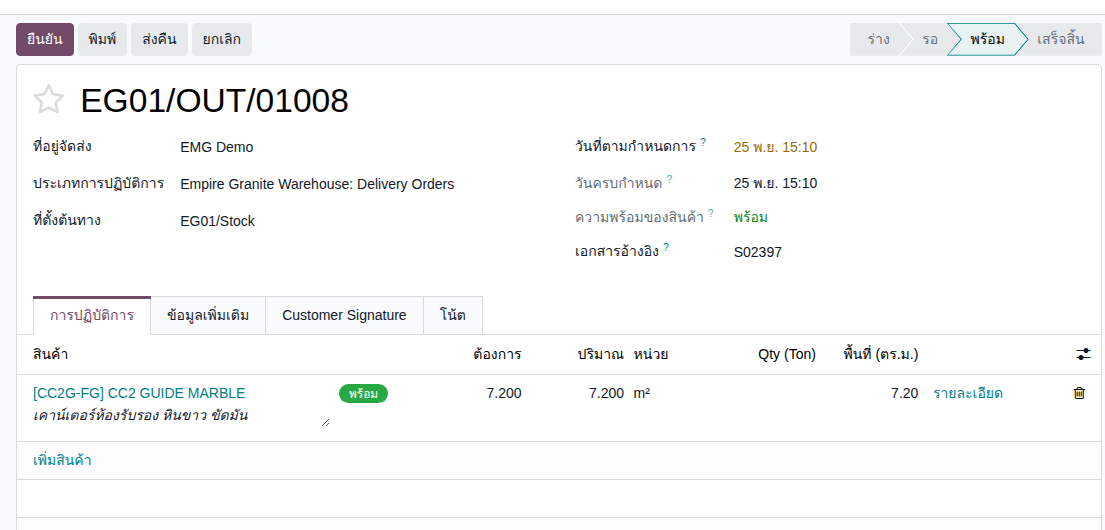 ยืนยัน พิมพ์ ส่งคืน ยกเลิก ร่าง รอ พร้อม เสร็จสิ้น
EG01/OUT/01008
ที่อยู่จัดส่ง EMG Demo วันที่ตามกำหนดการ ? 25 พ.ย. 15:10
ประเภทการปฏิบัติการ Empire Granite Warehouse: Delivery Orders วันครบกำหนด ? 25 พ.ย. 15:10
ที่ตั้งต้นทาง EG01/Stock ความพร้อมของสินค้า ? พร้อม
เอกสารอ้างอิง ? S02397
การปฏิบัติการ ข้อมูลเพิ่มเติม Customer Signature โน้ต
สินค้า ต้องการ ปริมาณ หน่วย Qty (Ton) พื้นที่ (ตร.ม.)
[CC2G-FG] CC2 GUIDE MARBLE พร้อม 7.200 7.200 m² 7.20 รายละเอียด
เคาน์เตอร์ห้องรับรอง หินขาว ขัดมัน
เพิ่มสินค้า